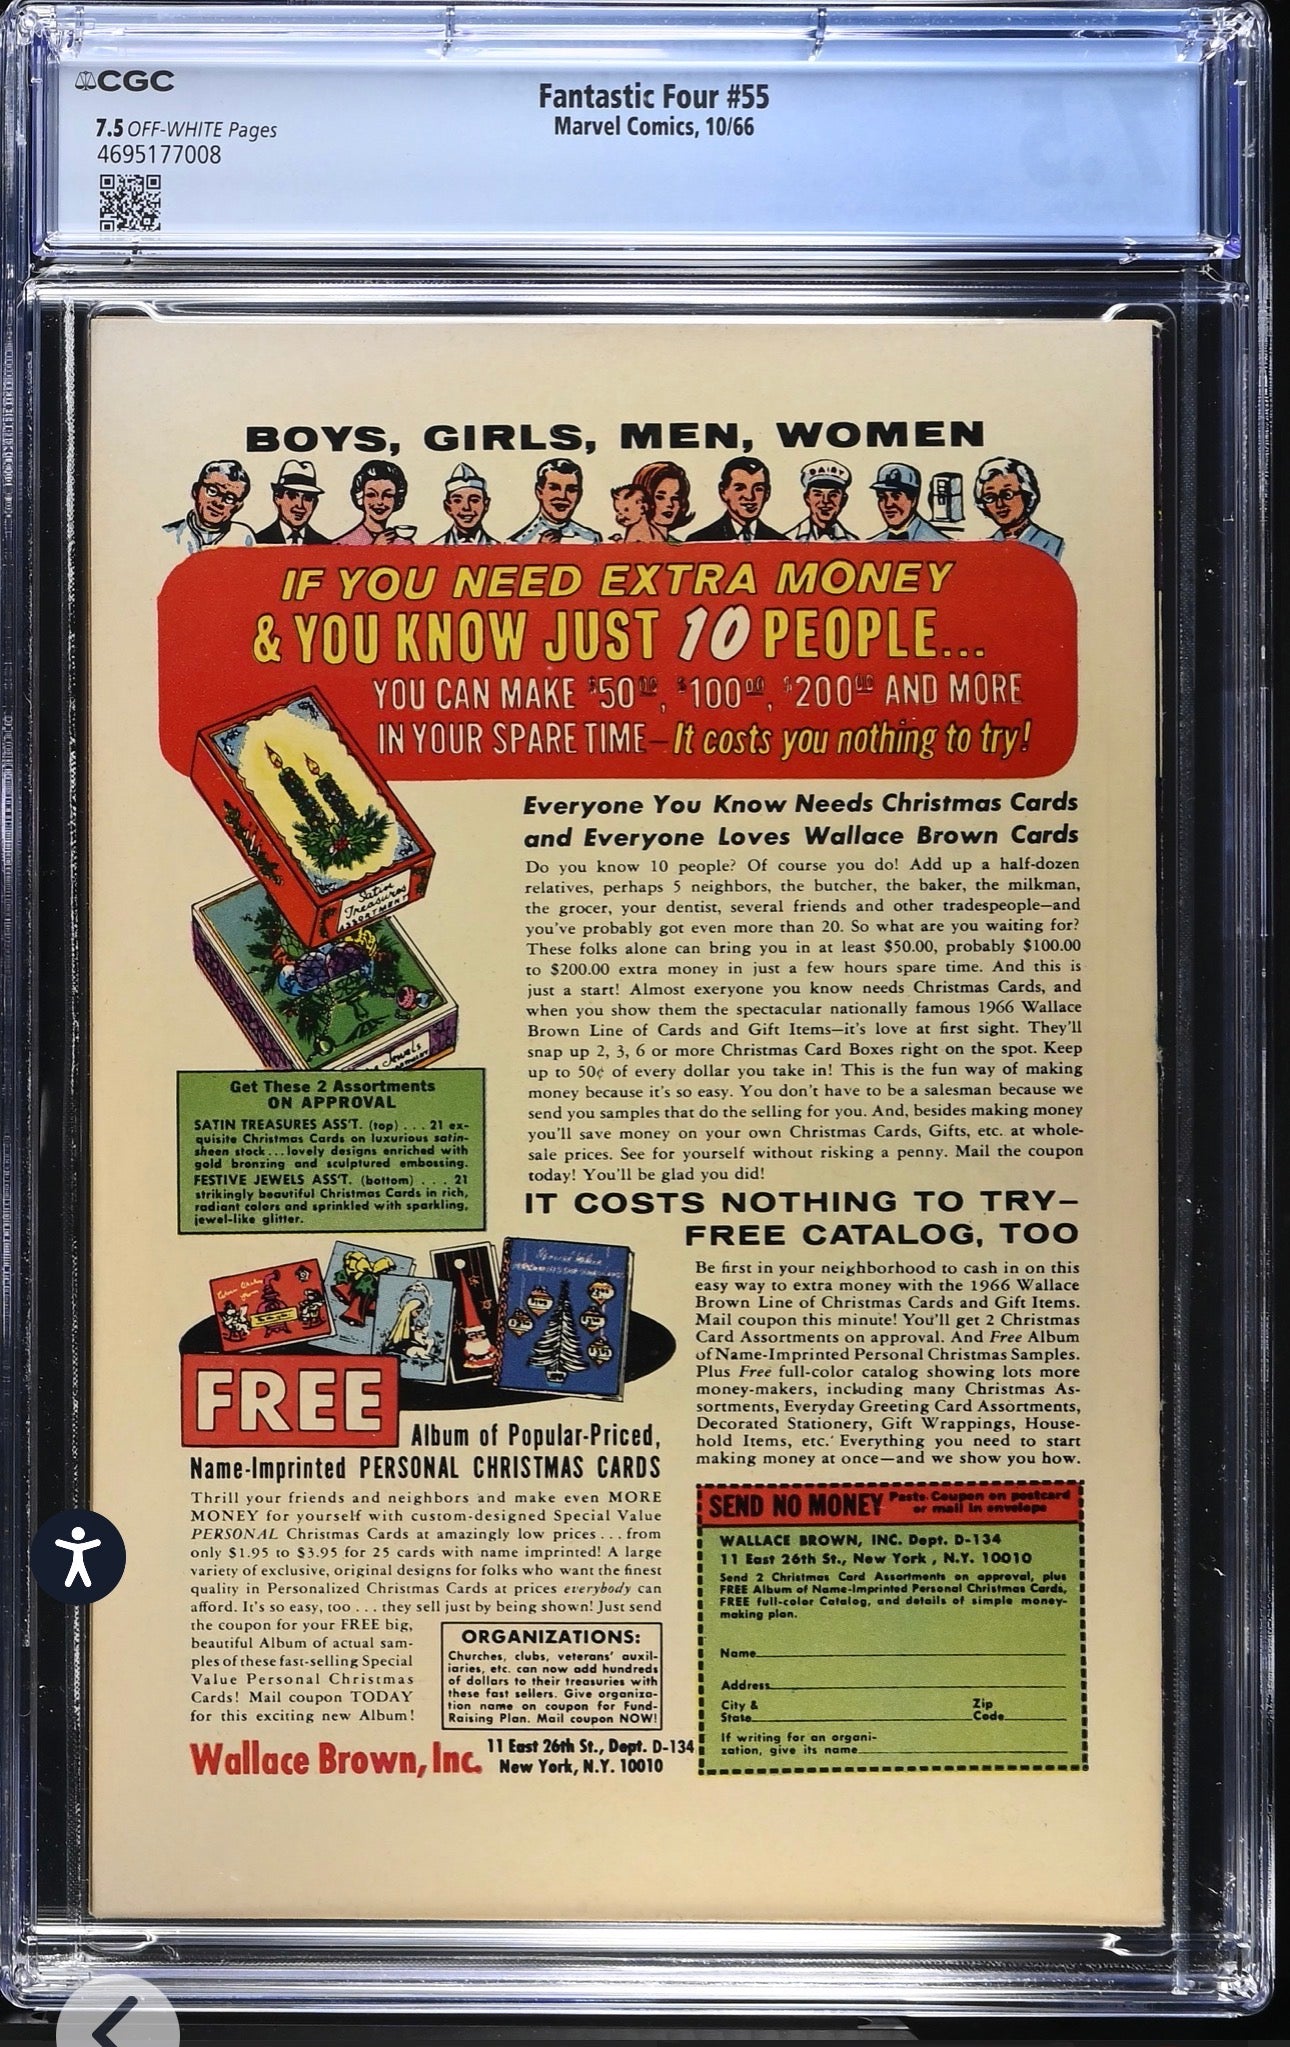 CGC
7.5 OFF-WHITE Pages
4695177008
Fantastic Four #55
Marvel Comics, 10/66
BOYS, GIRLS, MEN, WOMEN
DAIRY
IF YOU NEED EXTRA MONEY
& YOU KNOW JUST 10 PEOPLE...
YOU CAN MAKE $50.00, $100.00, $200.00 AND MORE
IN YOUR SPARE TIME—It costs you nothing to try!
Satin
Treasures
ASSORTMENT
Jewels
Everyone You Know Needs Christmas Cards
and Everyone Loves Wallace Brown Cards
Do you know 10 people? Of course you do! Add up a half-dozen
relatives, perhaps 5 neighbors, the butcher, the baker, the milkman,
the grocer, your dentist, several friends and other tradespeople—and
you've probably got even more than 20. So what are you waiting for?
These folks alone can bring you in at least $50.00, probably $100.00
to $200.00 extra money in just a few hours spare time. And this is
just a start! Almost exeryone you know needs Christmas Cards, and
when you show them the spectacular nationally famous 1966 Wallace
Brown Line of Cards and Gift Items—it's love at first sight. They'll
snap up 2, 3, 6 or more Christmas Card Boxes right on the spot. Keep
up to 50¢ of every dollar you take in! This is the fun way of making
money because it's so easy. You don't have to be a salesman because we
send you samples that do the selling for you. And, besides making money
you'll save money on your own Christmas Cards, Gifts, etc. at whole-
sale prices. See for yourself without risking a penny. Mail the coupon
today! You'll be glad you did!
Get These 2 Assortments
ON APPROVAL
SATIN TREASURES ASS'T. (top) . . . 21 ex-
quisite Christmas Cards on luxurious satin-
sheen stock...lovely designs enriched with
gold bronzing and sculptured embossing.
FESTIVE JEWELS ASS'T. (bottom) . . . 21
strikingly beautiful Christmas Cards in rich,
radiant colors and sprinkled with sparkling,
jewel-like glitter.
IT COSTS NOTHING TO TRY—
FREE CATALOG, TOO
Be first in your neighborhood to cash in on this
easy way to extra money with the 1966 Wallace
Brown Line of Christmas Cards and Gift Items.
Mail coupon this minute! You'll get 2 Christmas
Card Assortments on approval. And Free Album
of Name-Imprinted Personal Christmas Samples.
Plus Free full-color catalog showing lots more
money-makers, including many Christmas As-
sortments, Everyday Greeting Card Assortments,
Decorated Stationery, Gift Wrappings, House-
hold Items, etc. Everything you need to start
making money at once—and we show you how.
FREE
Album of Popular-Priced,
Name-Imprinted PERSONAL CHRISTMAS CARDS
Thrill your friends and neighbors and make even MORE
MONEY for yourself with custom-designed Special Value
PERSONAL Christmas Cards at amazingly low prices . . . from
only $1.95 to $3.95 for 25 cards with name imprinted! A large
variety of exclusive, original designs for folks who want the finest
quality in Personalized Christmas Cards at prices everybody can
afford. It's so easy, too . . . they sell just by being shown! Just send
the coupon for your FREE big,
beautiful Album of actual sam-
ples of these fast-selling Special
Value Personal Christmas
Cards! Mail coupon TODAY
for this exciting new Album!
ORGANIZATIONS:
Churches, clubs, veterans' auxil-
iaries, etc. can now add hundreds
of dollars to their treasuries with
these fast sellers. Give organiza-
tion name on coupon for Fund-
Raising Plan. Mail coupon NOW!
Wallace Brown, Inc. 11 East 26th St., Dept. D-134
New York, N.Y. 10010
SEND NO MONEY Paste Coupon on postcard
or mail in envelope
WALLACE BROWN, INC. Dept. D-134
11 East 26th St., New York , N.Y. 10010
Send 2 Christmas Card Assortments on approval, plus
FREE Album of Name-Imprinted Personal Christmas Cards,
FREE full-color Catalog, and details of simple money-
making plan.
Name
Address
City & Zip
State Code
If writing for an organi-
zation, give its name